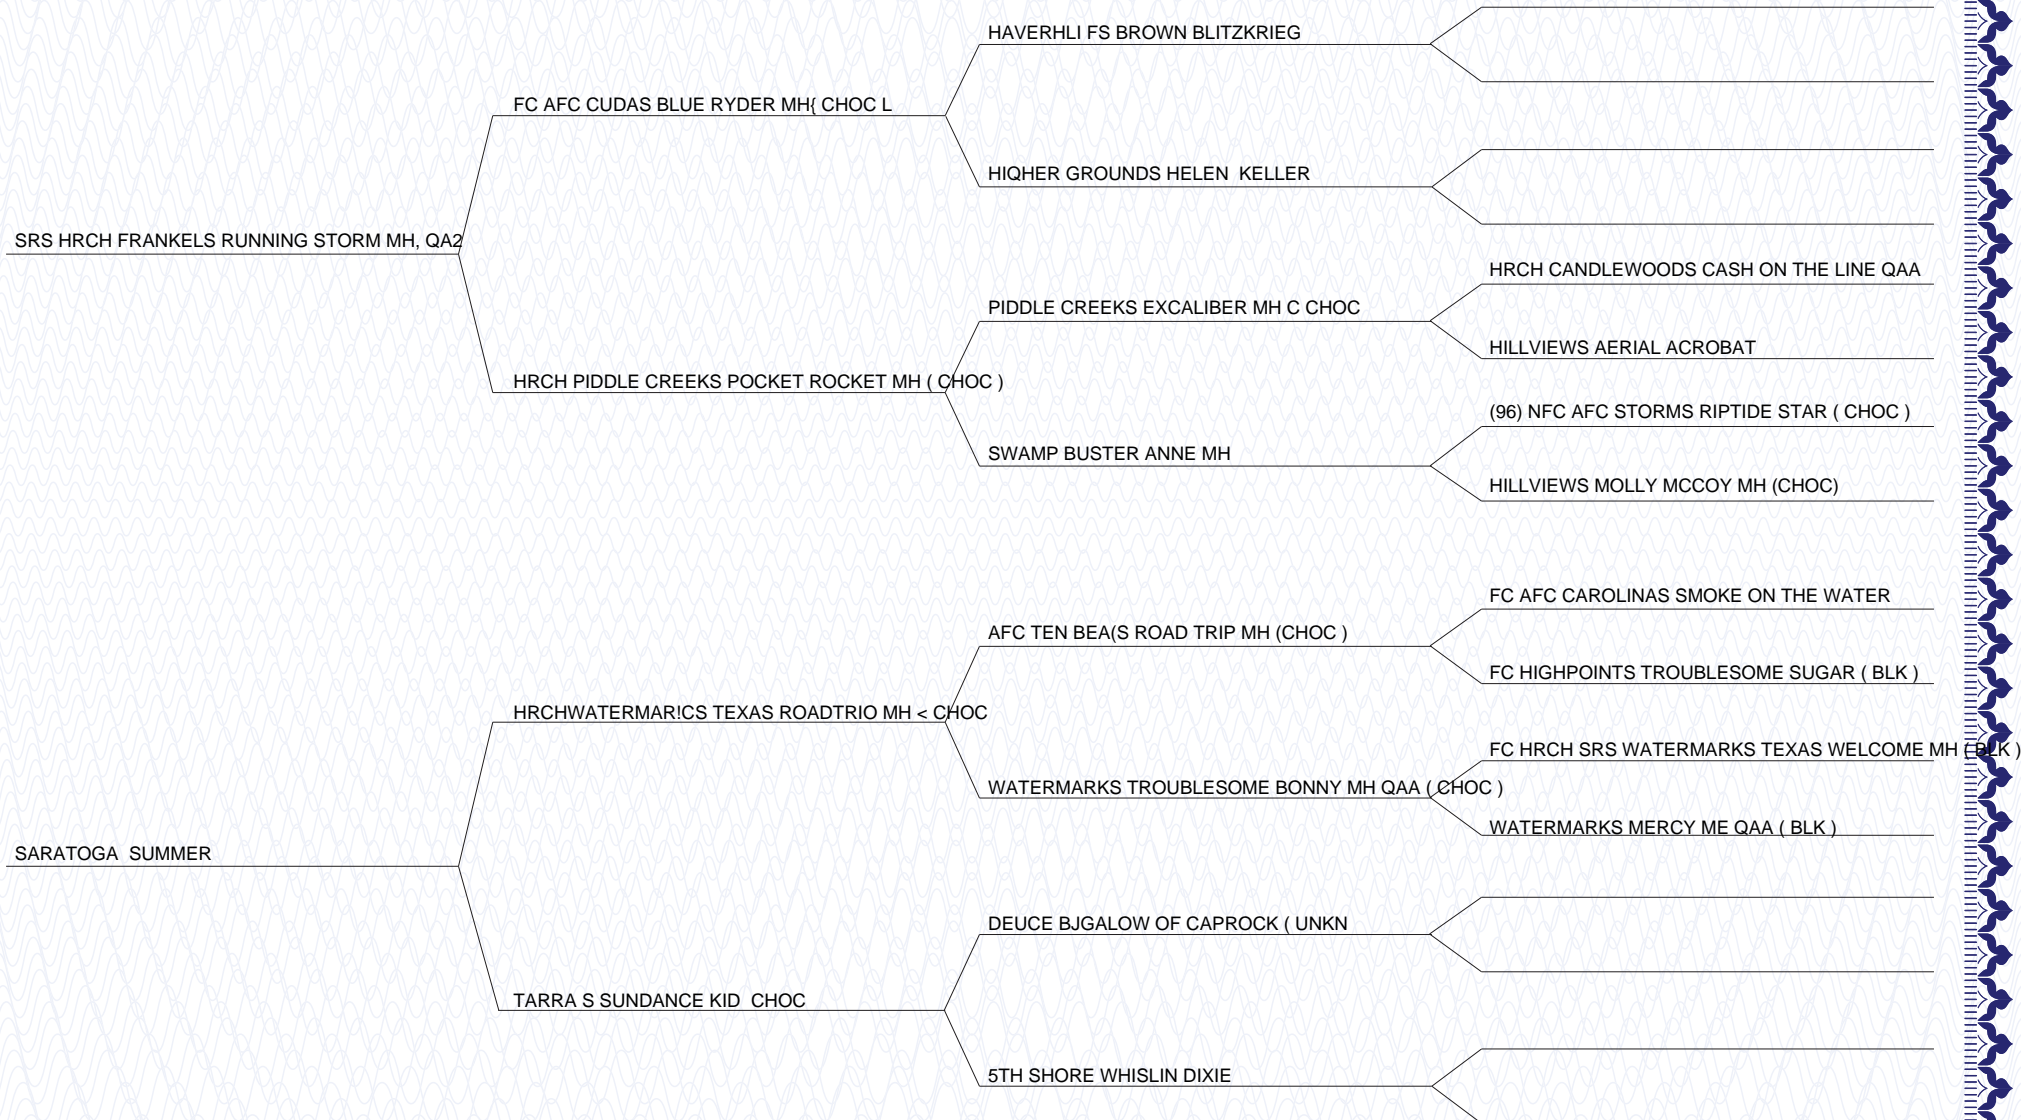 HAVERHLI FS BROWN BLITZKRIEG
FC AFC CUDAS BLUE RYDER MH{ CHOC L
HIQHER GROUNDS HELEN  KELLER
SRS HRCH FRANKELS RUNNING STORM MH, QA2
HRCH CANDLEWOODS CASH ON THE LINE QAA
PIDDLE CREEKS EXCALIBER MH C CHOC
HILLVIEWS AERIAL ACROBAT
HRCH PIDDLE CREEKS POCKET ROCKET MH ( CHOC )
(96) NFC AFC STORMS RIPTIDE STAR ( CHOC )
SWAMP BUSTER ANNE MH
HILLVIEWS MOLLY MCCOY MH (CHOC)
FC AFC CAROLINAS SMOKE ON THE WATER
AFC TEN BEA(S ROAD TRIP MH (CHOC )
FC HIGHPOINTS TROUBLESOME SUGAR ( BLK )
HRCHWATERMAR!CS TEXAS ROADTRIO MH < CHOC
FC HRCH SRS WATERMARKS TEXAS WELCOME MH ( BLK )
WATERMARKS TROUBLESOME BONNY MH QAA ( CHOC )
WATERMARKS MERCY ME QAA ( BLK )
SARATOGA  SUMMER
DEUCE BJGALOW OF CAPROCK ( UNKN
TARRA S SUNDANCE KID  CHOC
5TH SHORE WHISLIN DIXIE